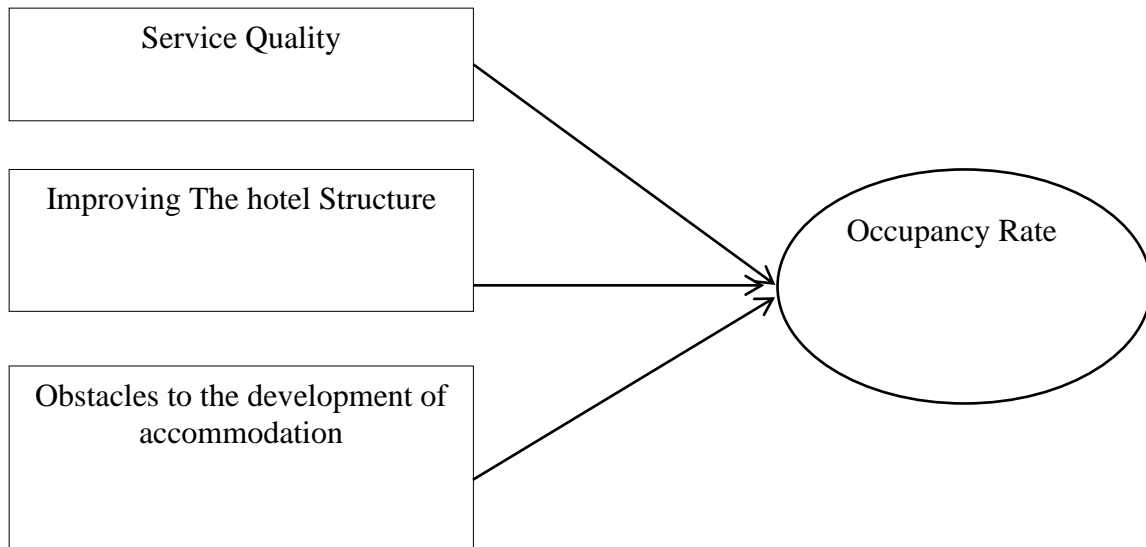 Service Quality
Improving The hotel Structure
Occupancy Rate
Obstacles to the development of
accommodation